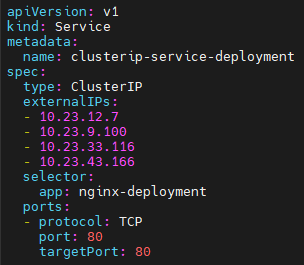 apiVersion: v1
kind: Service
metadata:
  name: clusterip-service-deployment
spec:
  type: ClusterIP
  externalIPs:
  - 10.23.12.7
  - 10.23.9.100
  - 10.23.33.116
  - 10.23.43.166
  selector:
    app: nginx-deployment
  ports:
  - protocol: TCP
    port: 80
    targetPort: 80